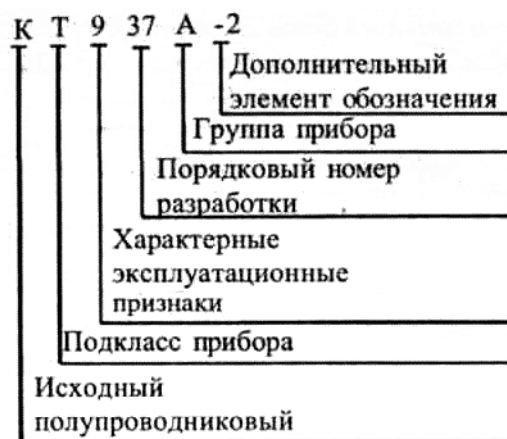 К Т 9 37 А -2
Дополнительный
элемент обозначения
Группа прибора
Порядковый номер
разработки
Характерные
эксплуатационные
признаки
Подкласс прибора
Исходный
полупроводниковый